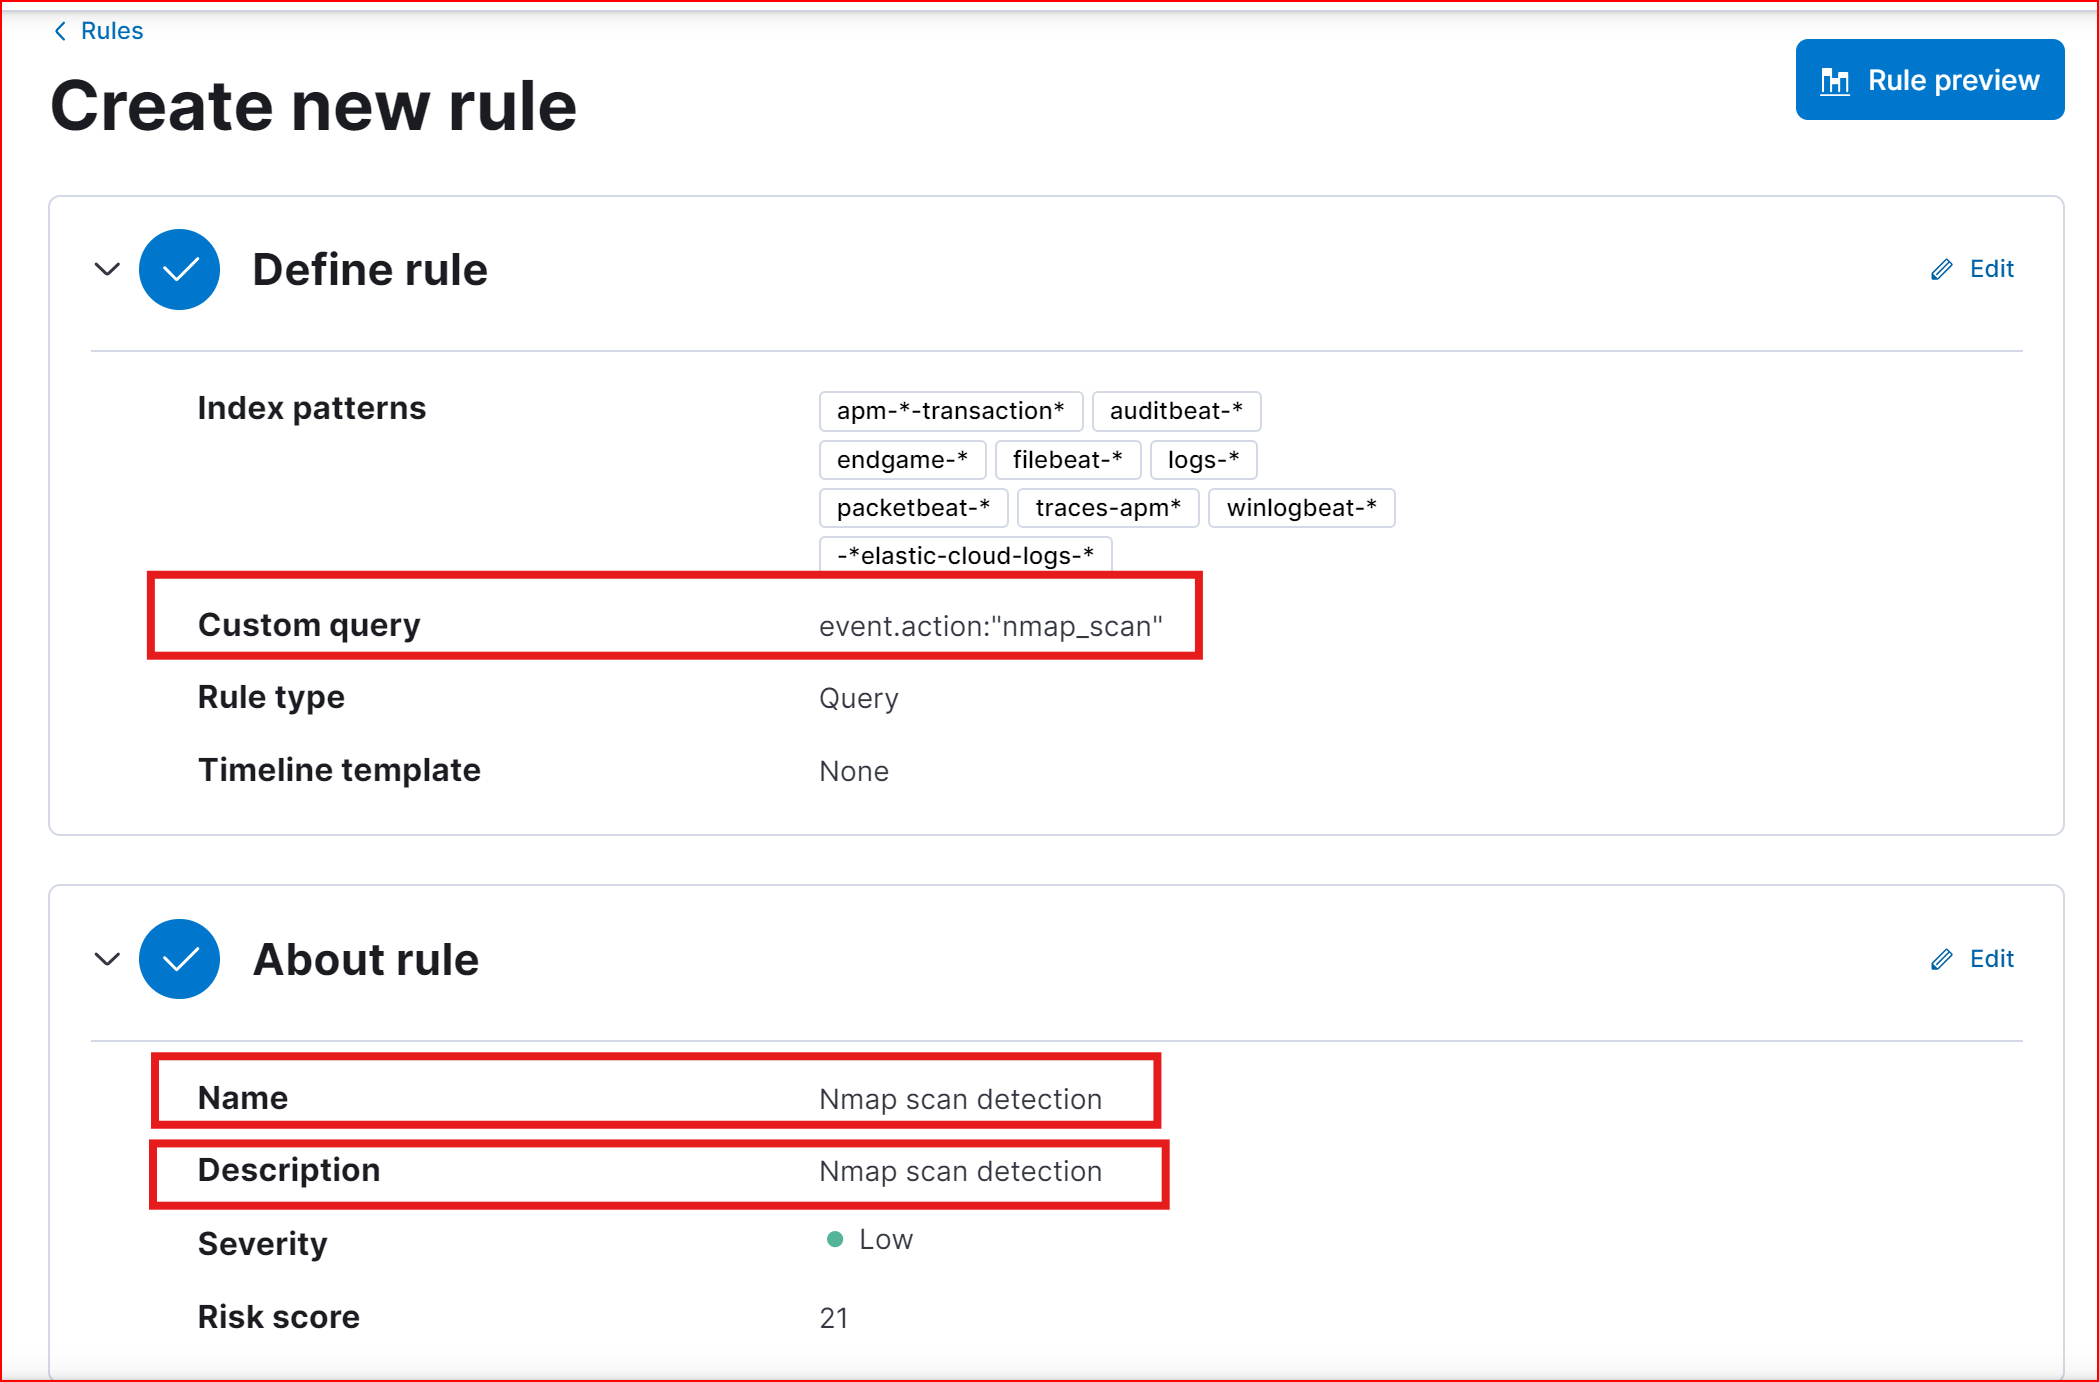 Rules
Create new rule
Rule preview
Define rule
Edit
Index patterns
apm-*-transaction* auditbeat-*
endgame-* filebeat-* logs-*
packetbeat-* traces-apm* winlogbeat-*
-*elastic-cloud-logs-*
Custom query event.action:"nmap_scan"
Rule type Query
Timeline template None
About rule
Edit
Name Nmap scan detection
Description Nmap scan detection
Severity Low
Risk score 21